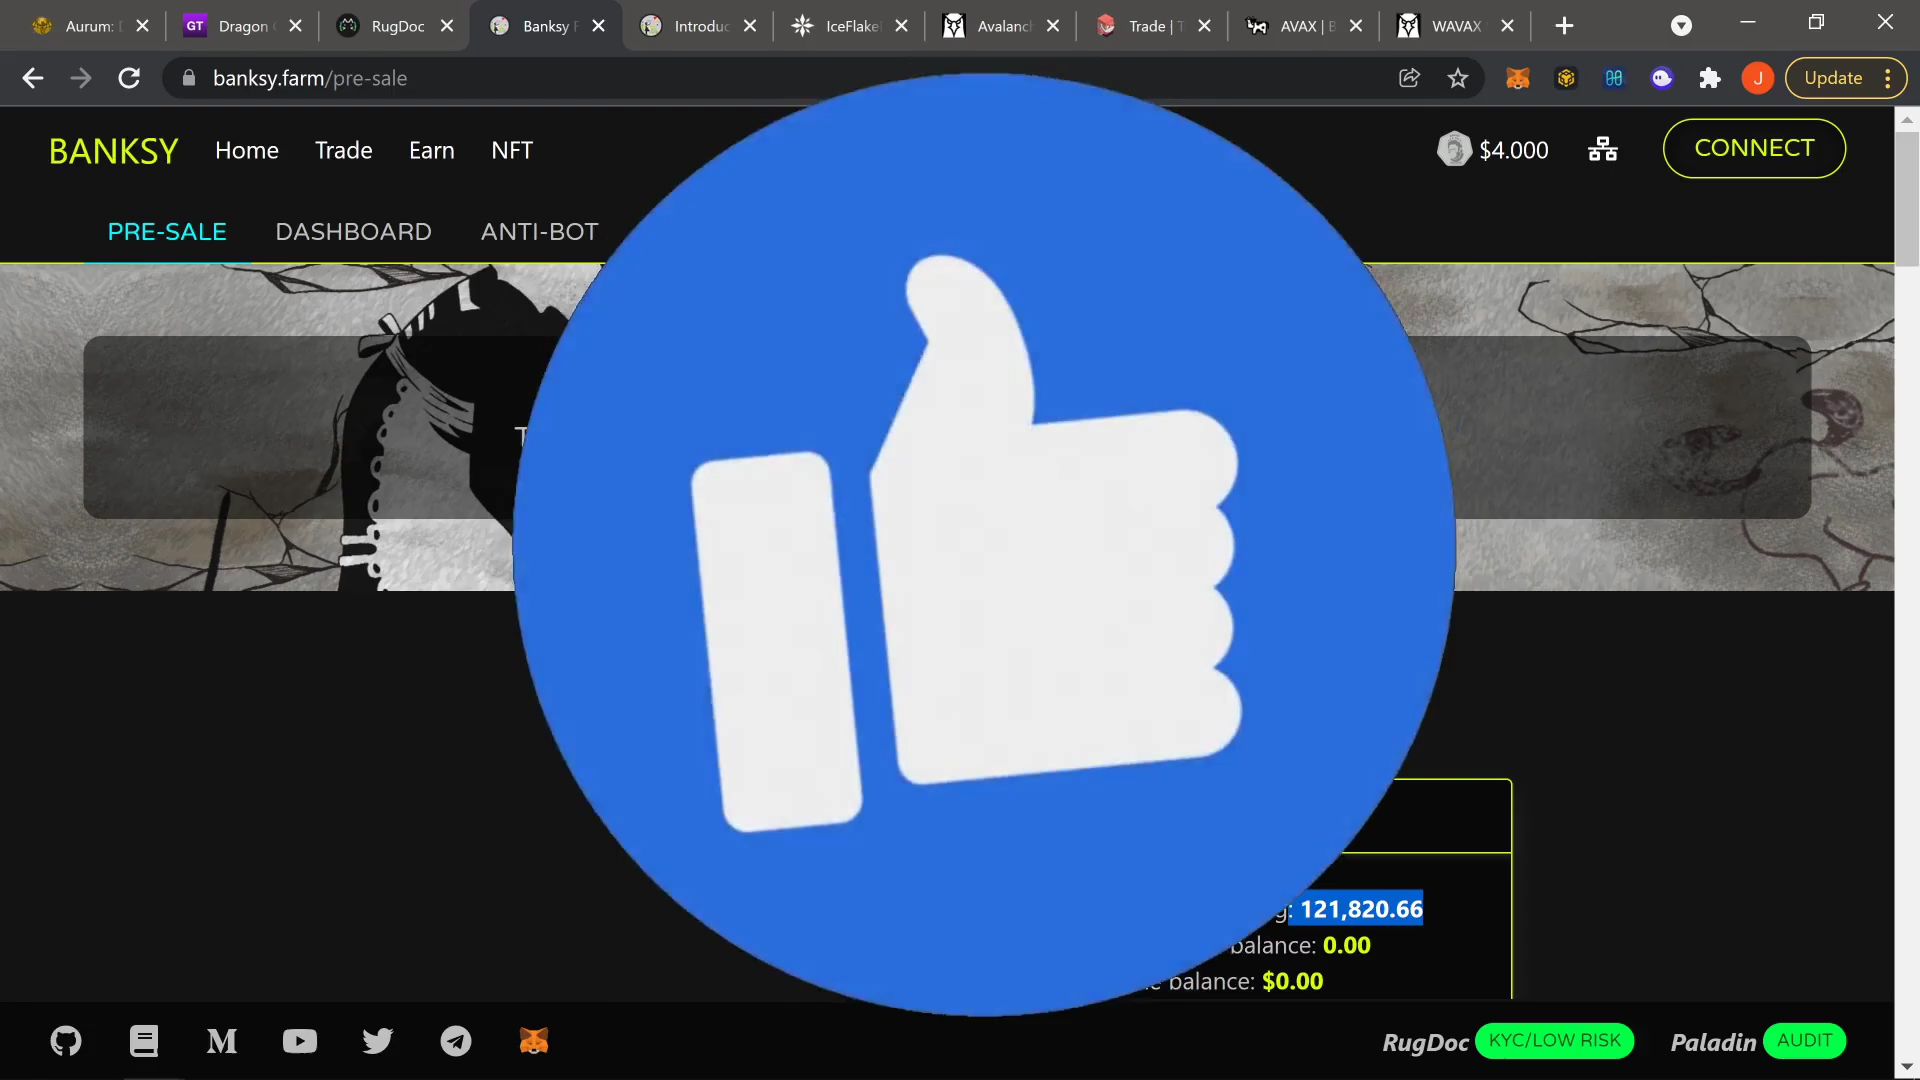 Aurum: D
GT Dragon C
RugDoc
Banksy F
Introduc
IceFlake
Avalanc
Trade | T
AVAX | B
WAVAX
banksy.farm/pre-sale
J
Update
BANKSY Home Trade Earn NFT
$4.000
CONNECT
PRE-SALE DASHBOARD ANTI-BOT
g: 121,820.66
balance: 0.00
balance: $0.00
RugDoc KYC/LOW RISK Paladin AUDIT